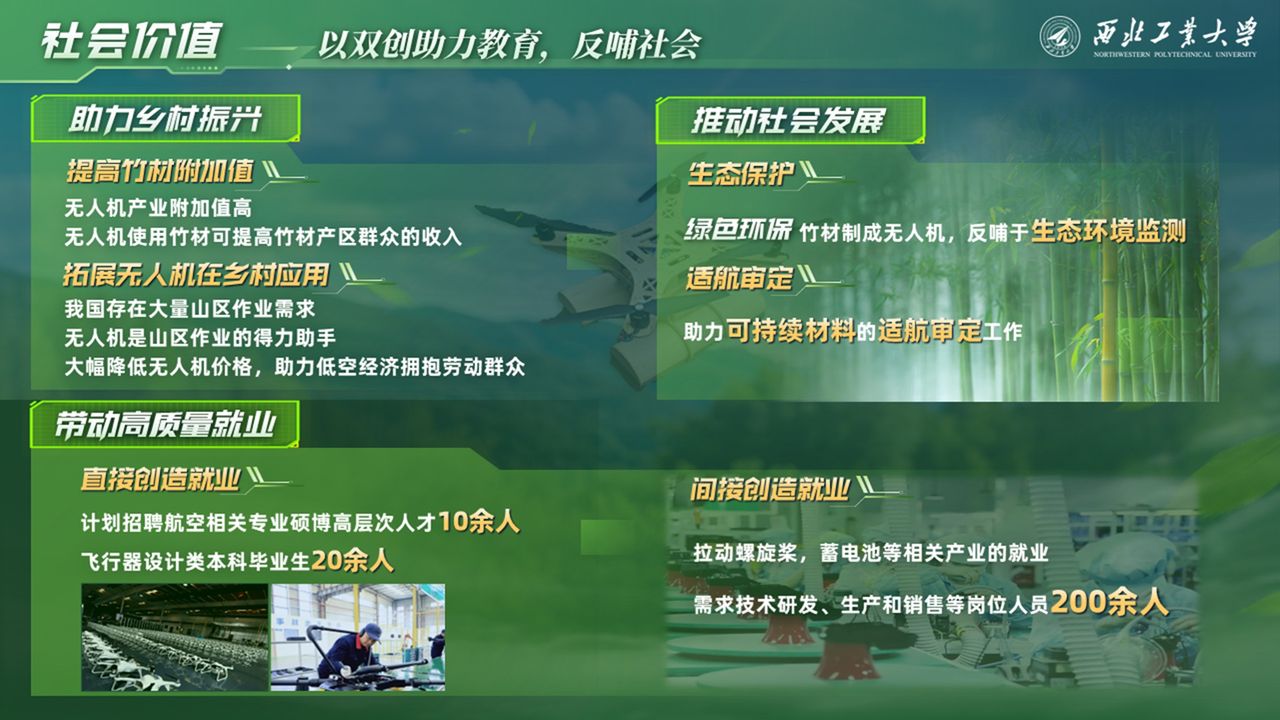 社会价值
以双创助力教育，反哺社会
西北工业大学
NORTHWESTERN POLYTECHNICAL UNIVERSITY
助力乡村振兴
提高竹材附加值
无人机产业附加值高
无人机使用竹材可提高竹材产区群众的收入
拓展无人机在乡村应用
我国存在大量山区作业需求
无人机是山区作业的得力助手
大幅降低无人机价格，助力低空经济拥抱劳动群众
推动社会发展
生态保护
绿色环保 竹材制成无人机，反哺于生态环境监测
适航审定
助力可持续材料的适航审定工作
带动高质量就业
直接创造就业
计划招聘航空相关专业硕博高层次人才10余人
飞行器设计类本科毕业生20余人
间接创造就业
拉动螺旋桨，蓄电池等相关产业的就业
需求技术研发、生产和销售等岗位人员200余人